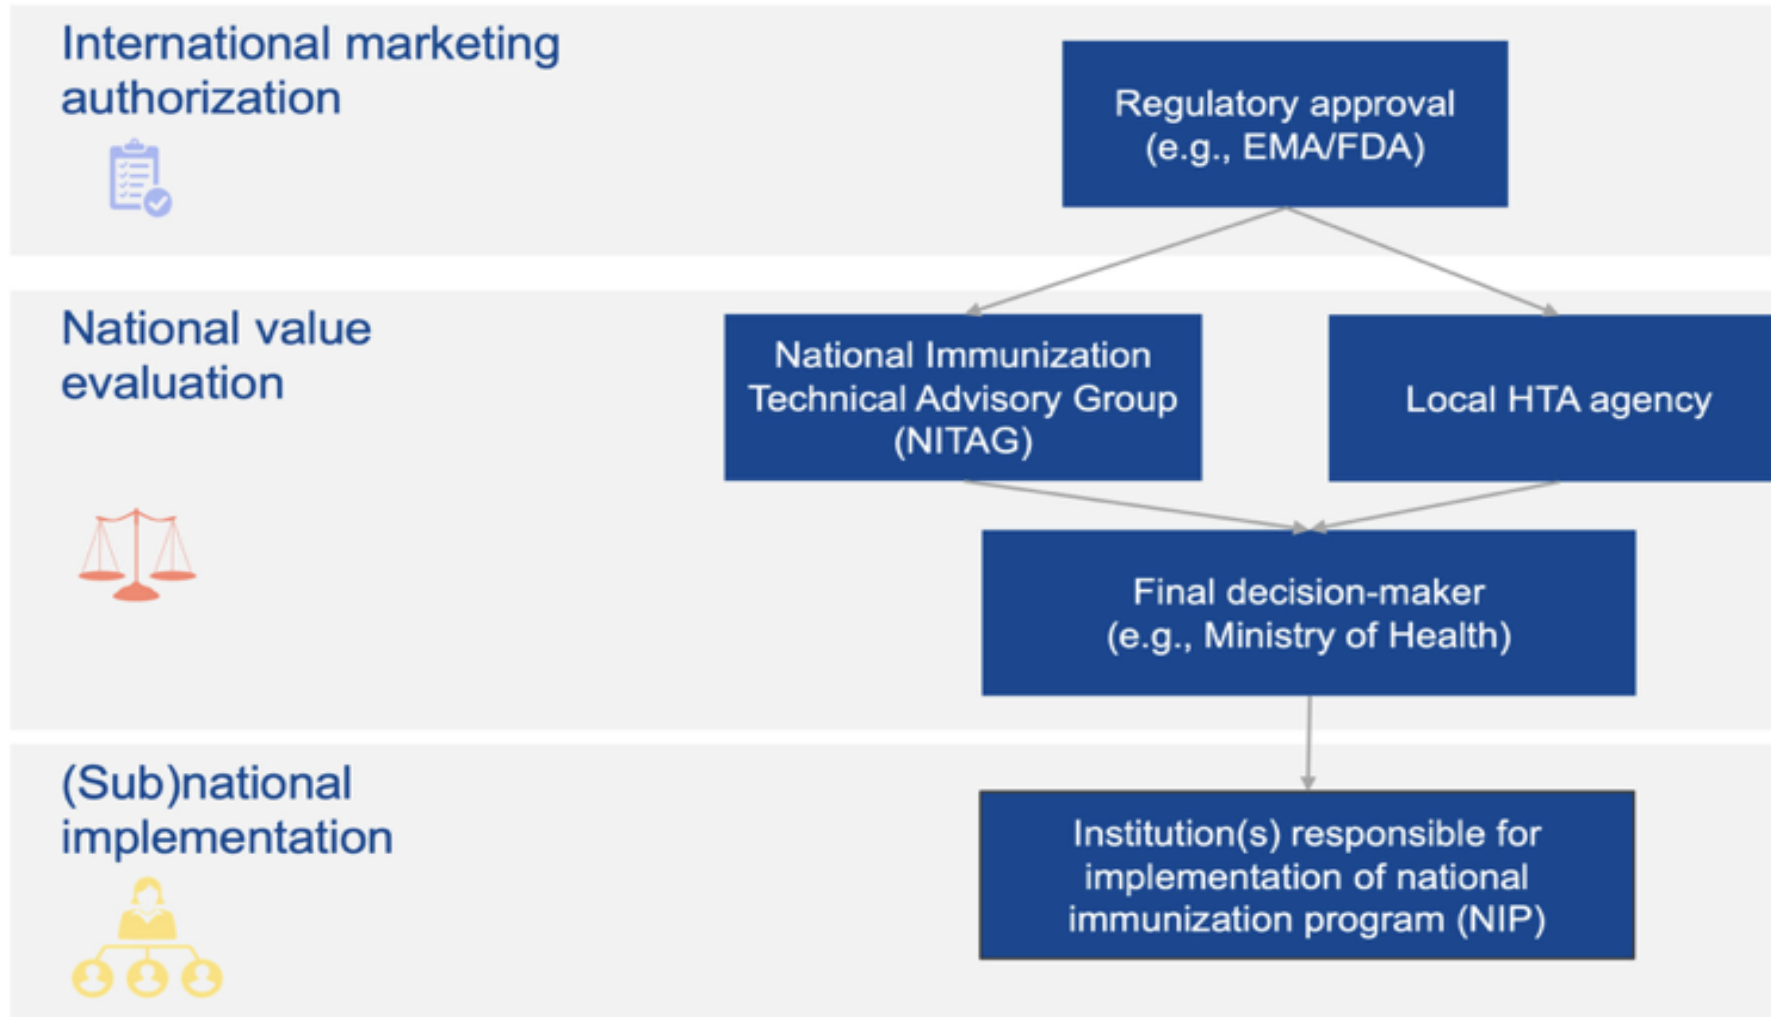 International marketing
authorization
Regulatory approval
(e.g., EMA/FDA)
National value
evaluation
National Immunization
Technical Advisory Group
(NITAG)
Local HTA agency
Final decision-maker
(e.g., Ministry of Health)
(Sub)national
implementation
Institution(s) responsible for
implementation of national
immunization program (NIP)